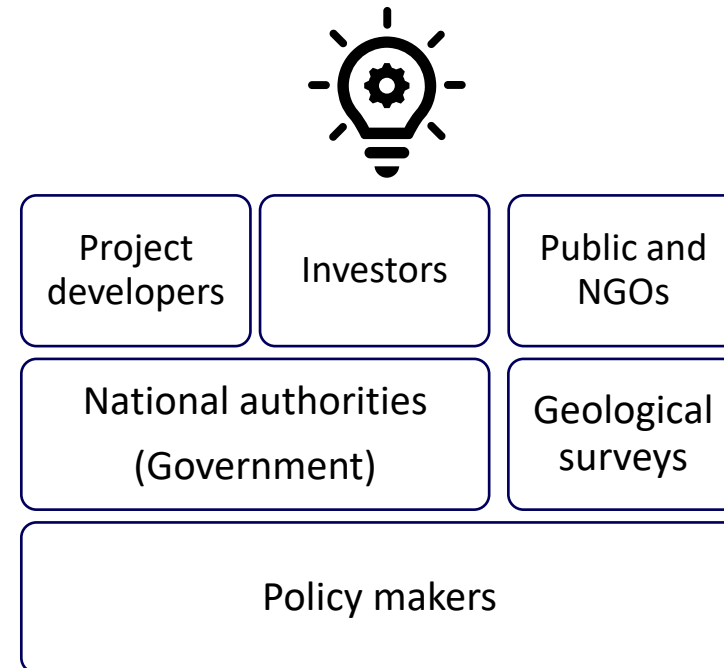 Project
developers
Investors
Public and
NGOs
National authorities
(Government)
Geological
surveys
Policy makers